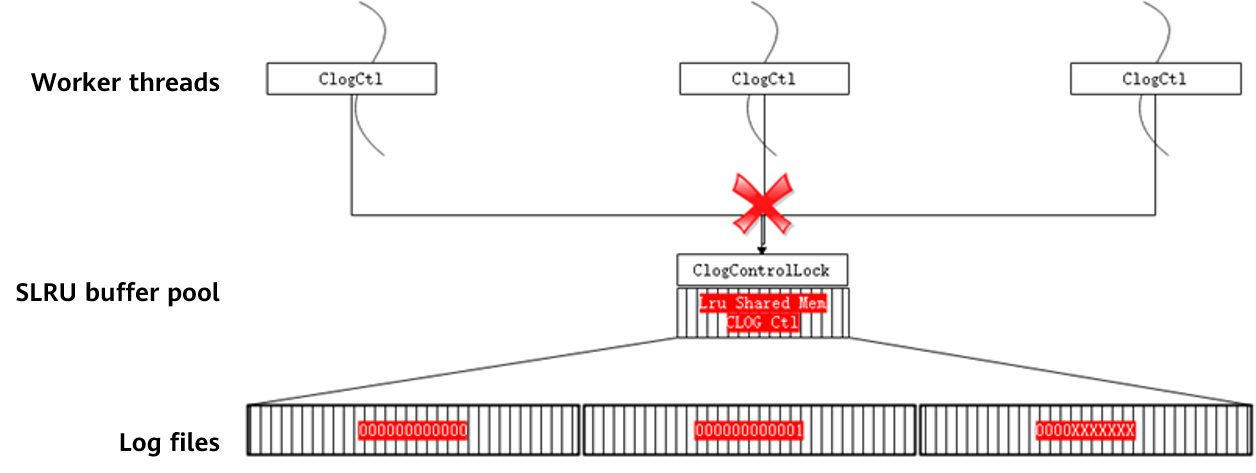 Worker threads
ClogCtl
ClogCtl
ClogCtl
SLRU buffer pool
ClogControlLock
Lru Shared Mem
CLOG Ctl
Log files
000000000000
000000000001
0000XXXXXXX